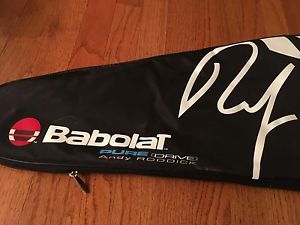 Babolat
PURE [DRIVE]
Andy RODDICK